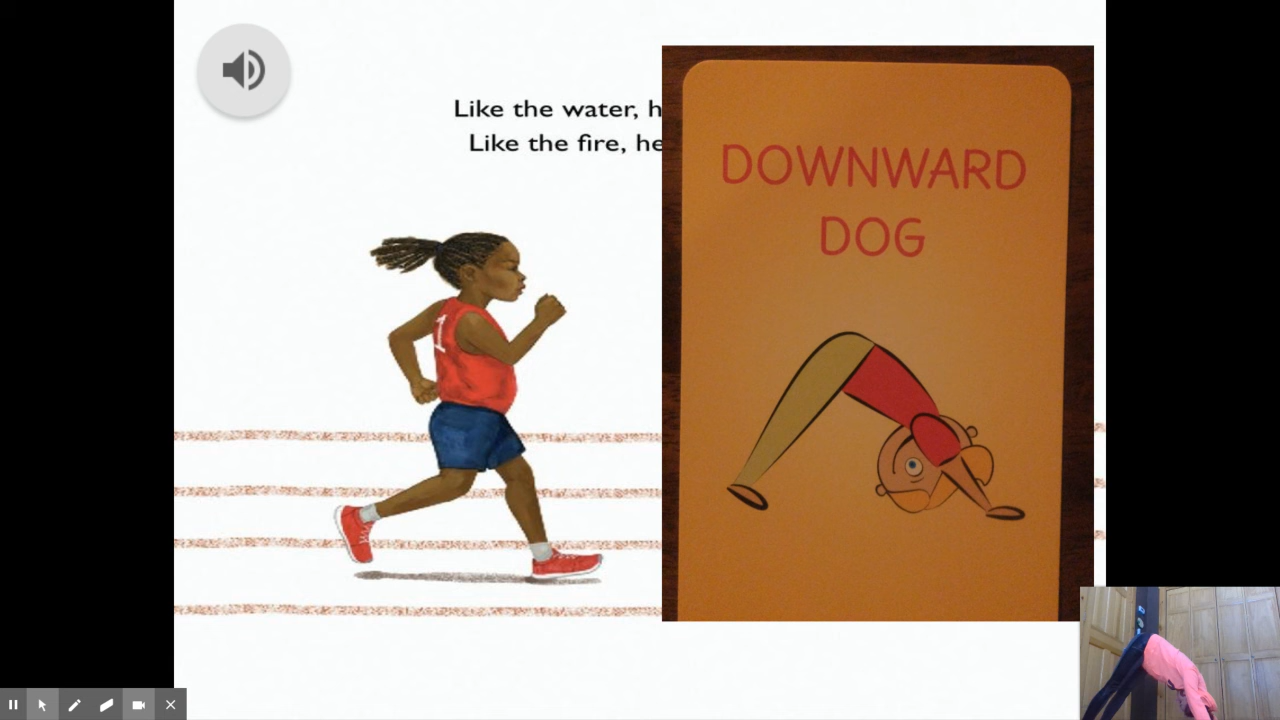 Like the water, h
Like the fire, he
DOWNWARD
DOG
1